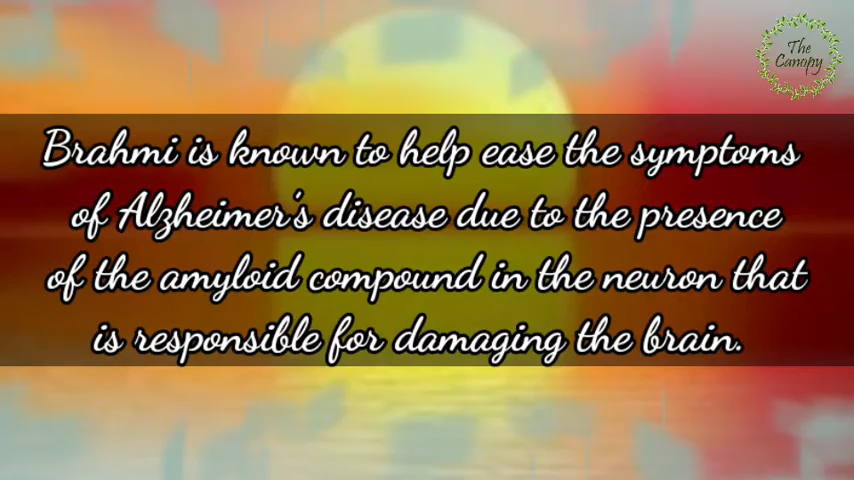 The
Canopy
Brahmi is known to help ease the symptoms
of Alzheimer's disease due to the presence
of the amyloid compound in the neuron that
is responsible for damaging the brain.